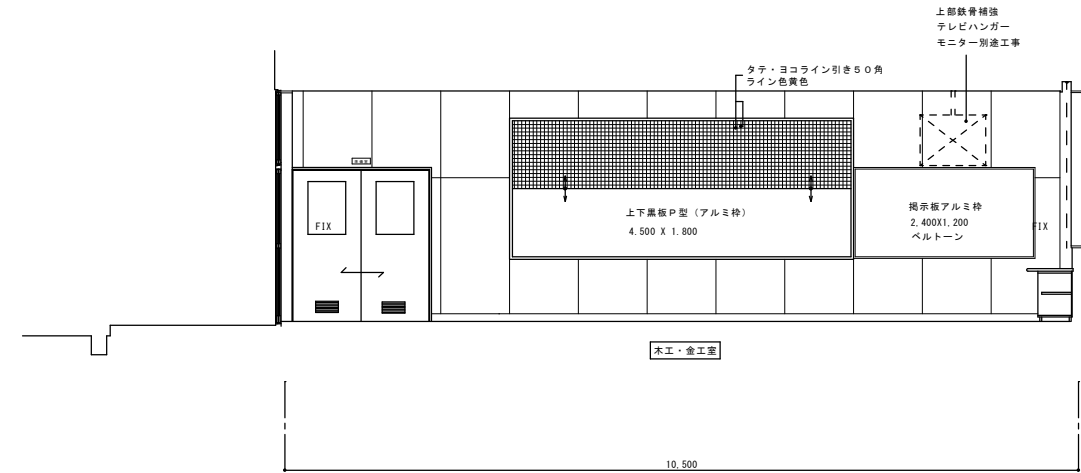 上部鉄骨補強
テレビハンガー
モニター別途工事
タテ・ヨコライン引き５０角
ライン色黄色
FIX
上下黒板Ｐ型（アルミ枠）
4.500 X 1.800
掲示板アルミ枠
2,400X1,200
ベルトーン
FIX
木工・金工室
10,500